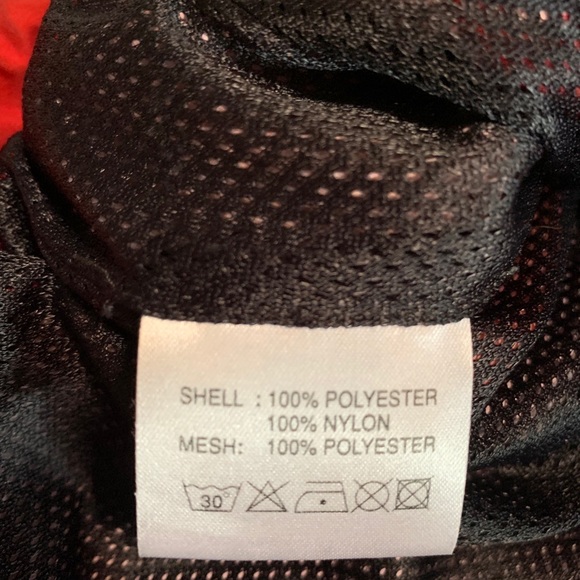 SHELL : 100% POLYESTER
100% NYLON
MESH: 100% POLYESTER
30°